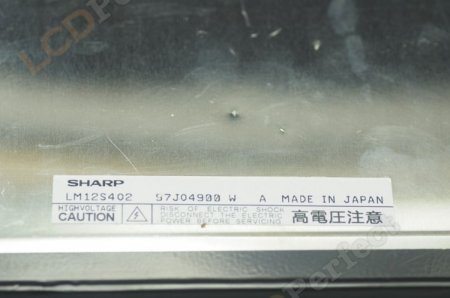 SHARP
LM12S402 97J04900 W A MADE IN JAPAN
HIGHVOLTAGE
CAUTION
RISK OF ELECTRIC SHOCK
DISCONNECT THE ELECTRIC
POWER BEFORE SERVICING
高電圧注意